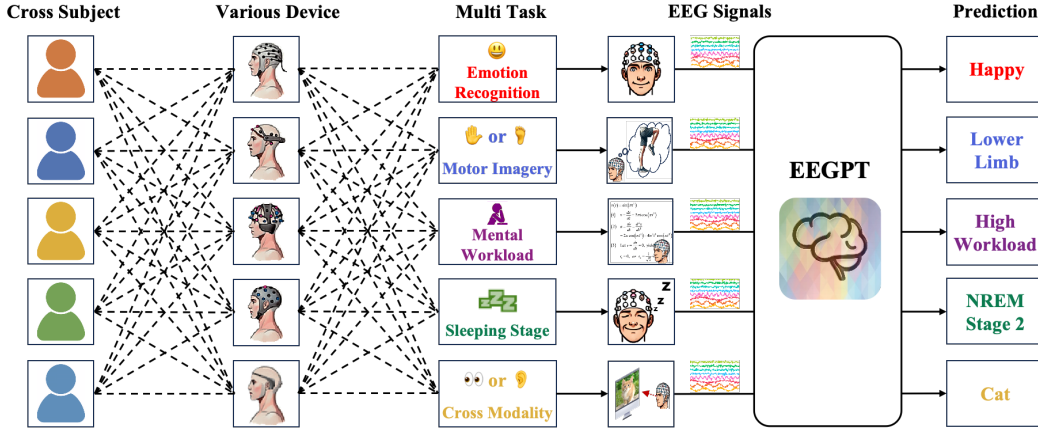 Cross Subject
Various Device
Multi Task
EEG Signals
Prediction
Emotion
Recognition
Happy
or
Motor Imagery
Lower
Limb
EEGPT
Mental
Workload
High
Workload
zzz
Sleeping Stage
z
z
z
NREM
Stage 2
or
Cross Modality
Cat